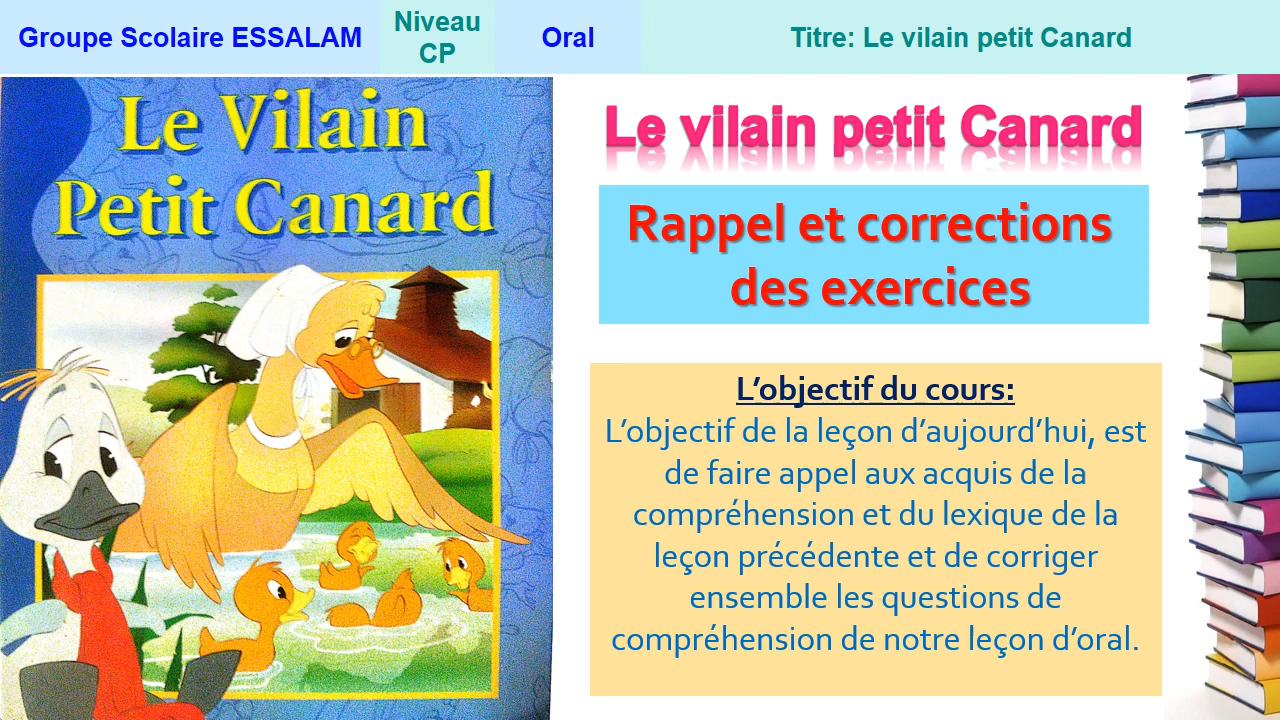 Groupe Scolaire ESSALAM
Niveau
CP
Oral
Titre: Le vilain petit Canard
Le Vilain
Petit Canard
Le vilain petit Canard
Rappel et corrections
des exercices
L’objectif du cours:
L’objectif de la leçon d’aujourd’hui, est
de faire appel aux acquis de la
compréhension et du lexique de la
leçon précédente et de corriger
ensemble les questions de
compréhension de notre leçon d’oral.